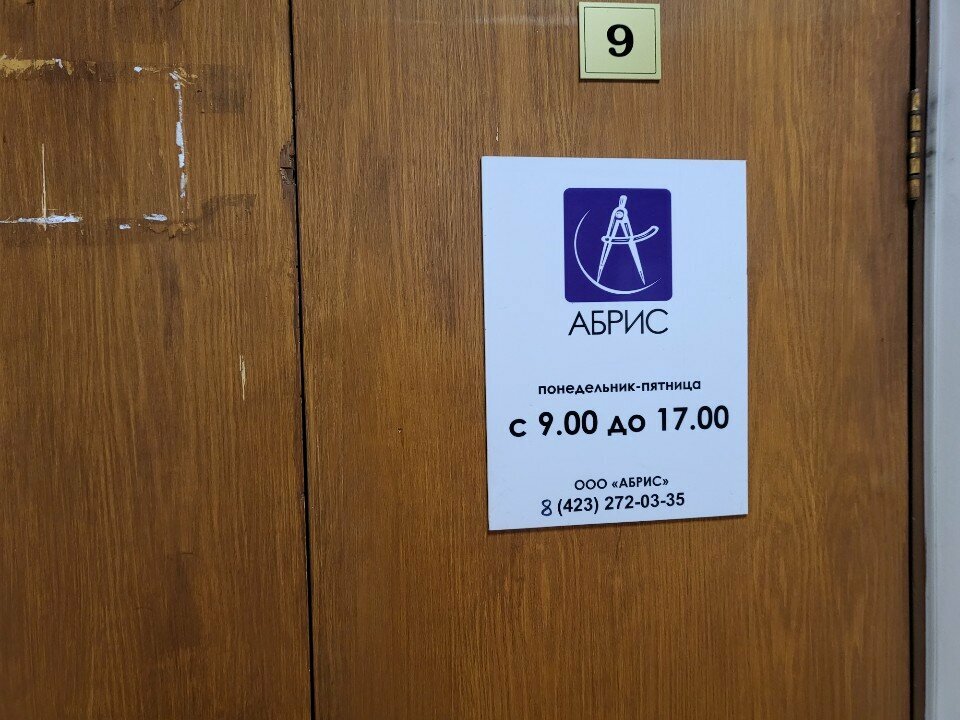 9
АБРИС
понедельник-пятница
с 9.00 до 17.00
ООО «АБРИС»
8 (423) 272-03-35